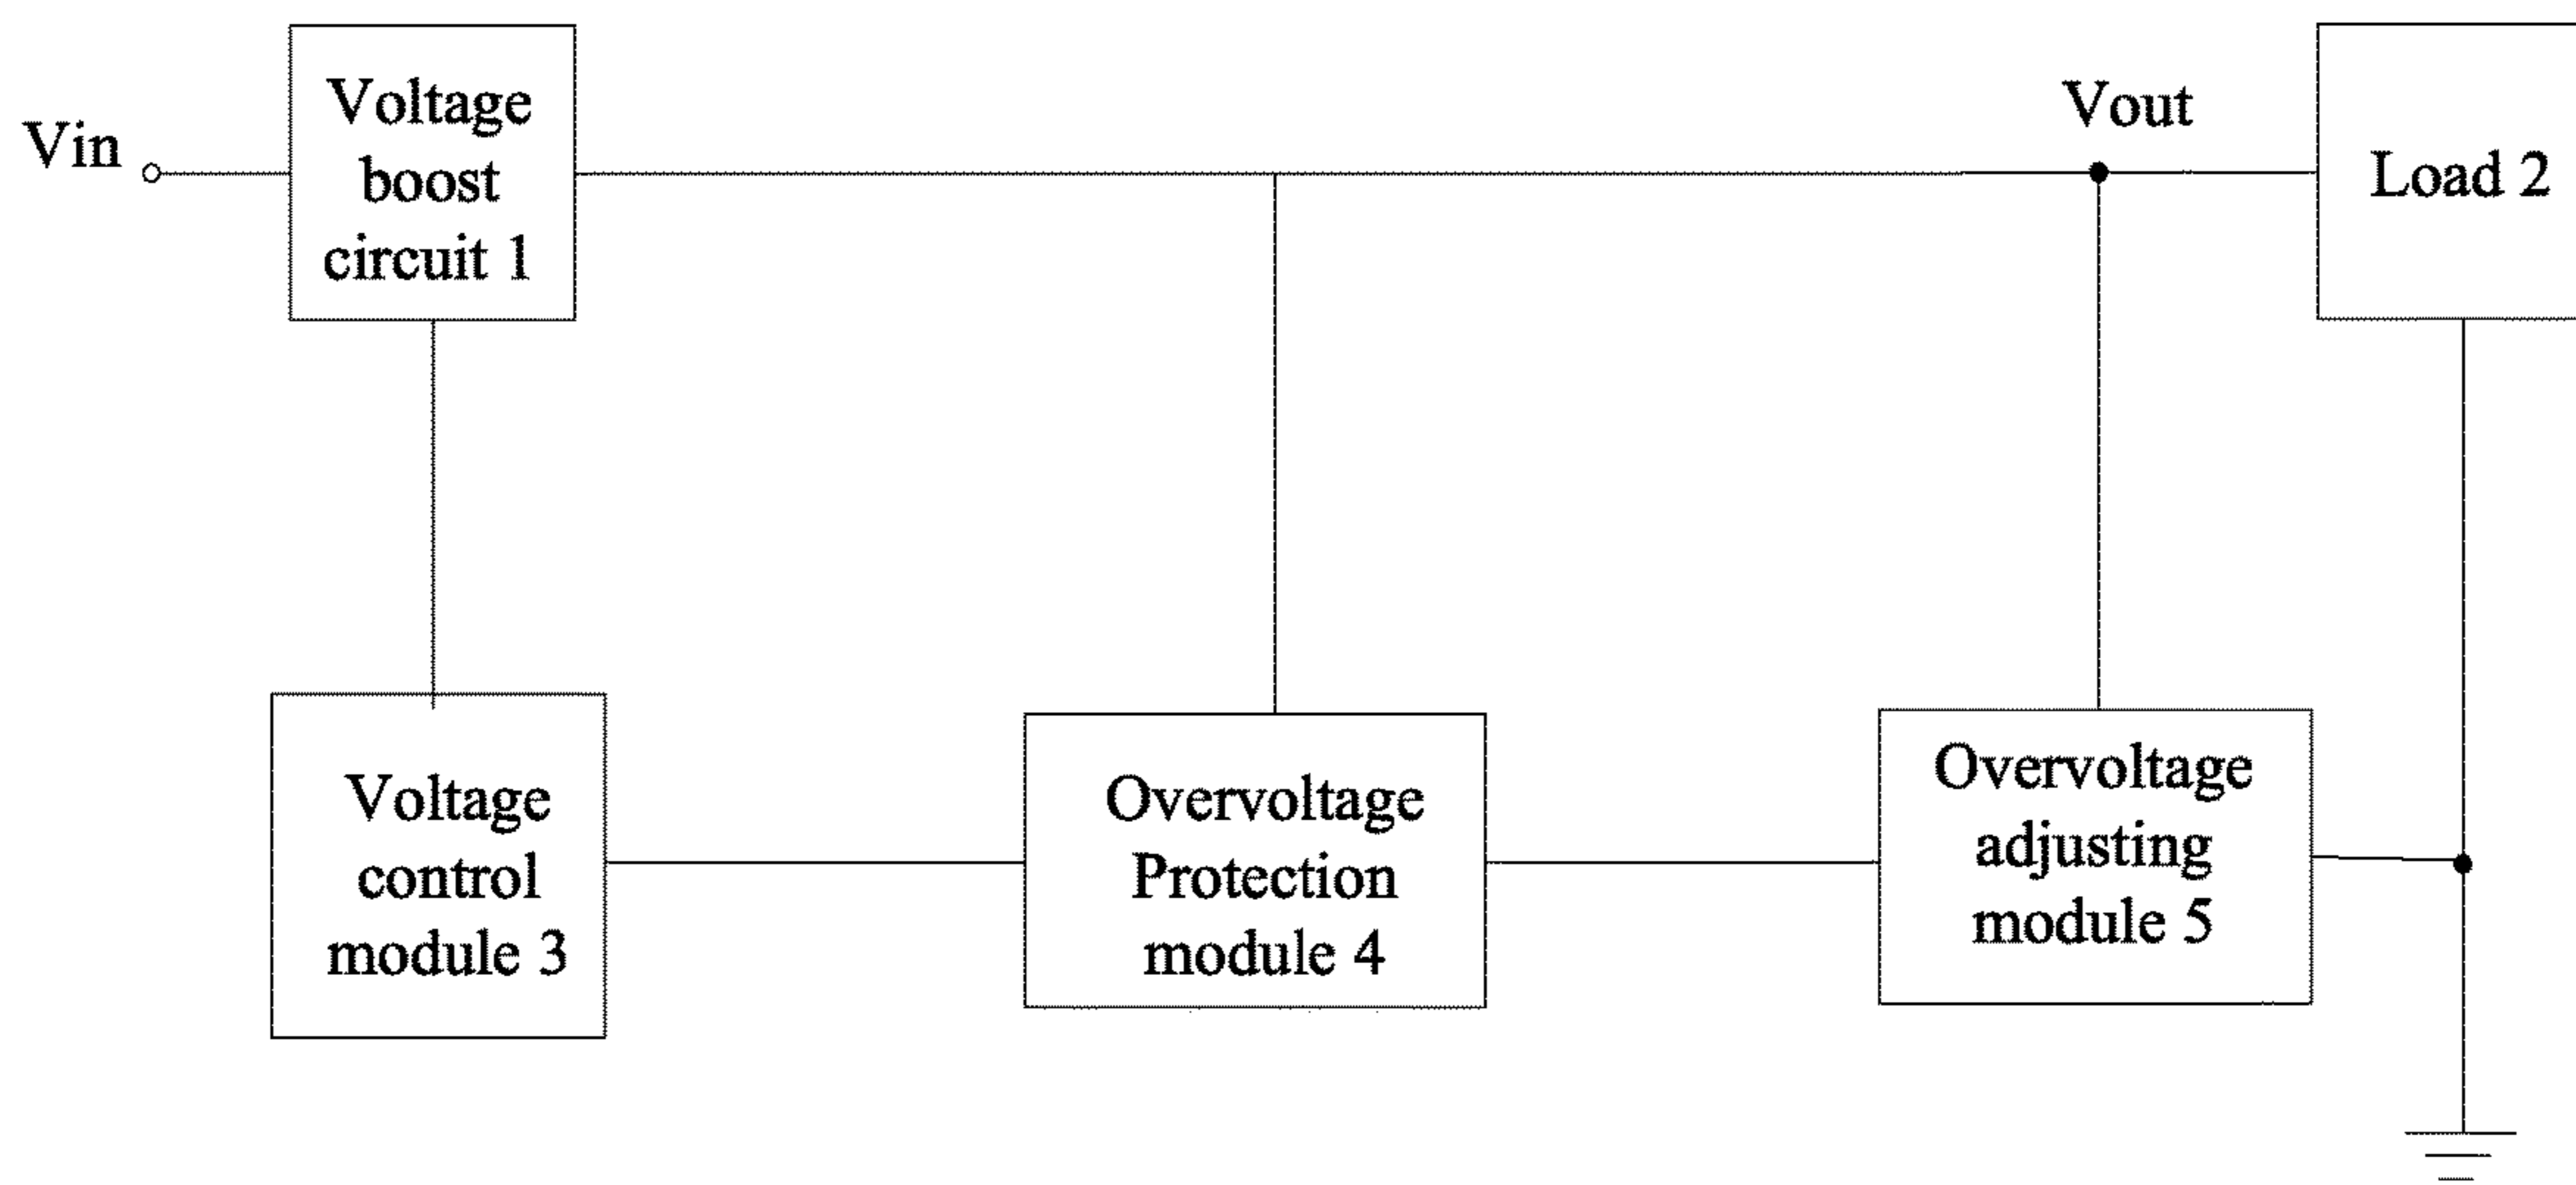 Vin
Voltage
boost
circuit 1
Vout
Load 2
Voltage
control
module 3
Overvoltage
Protection
module 4
Overvoltage
adjusting
module 5